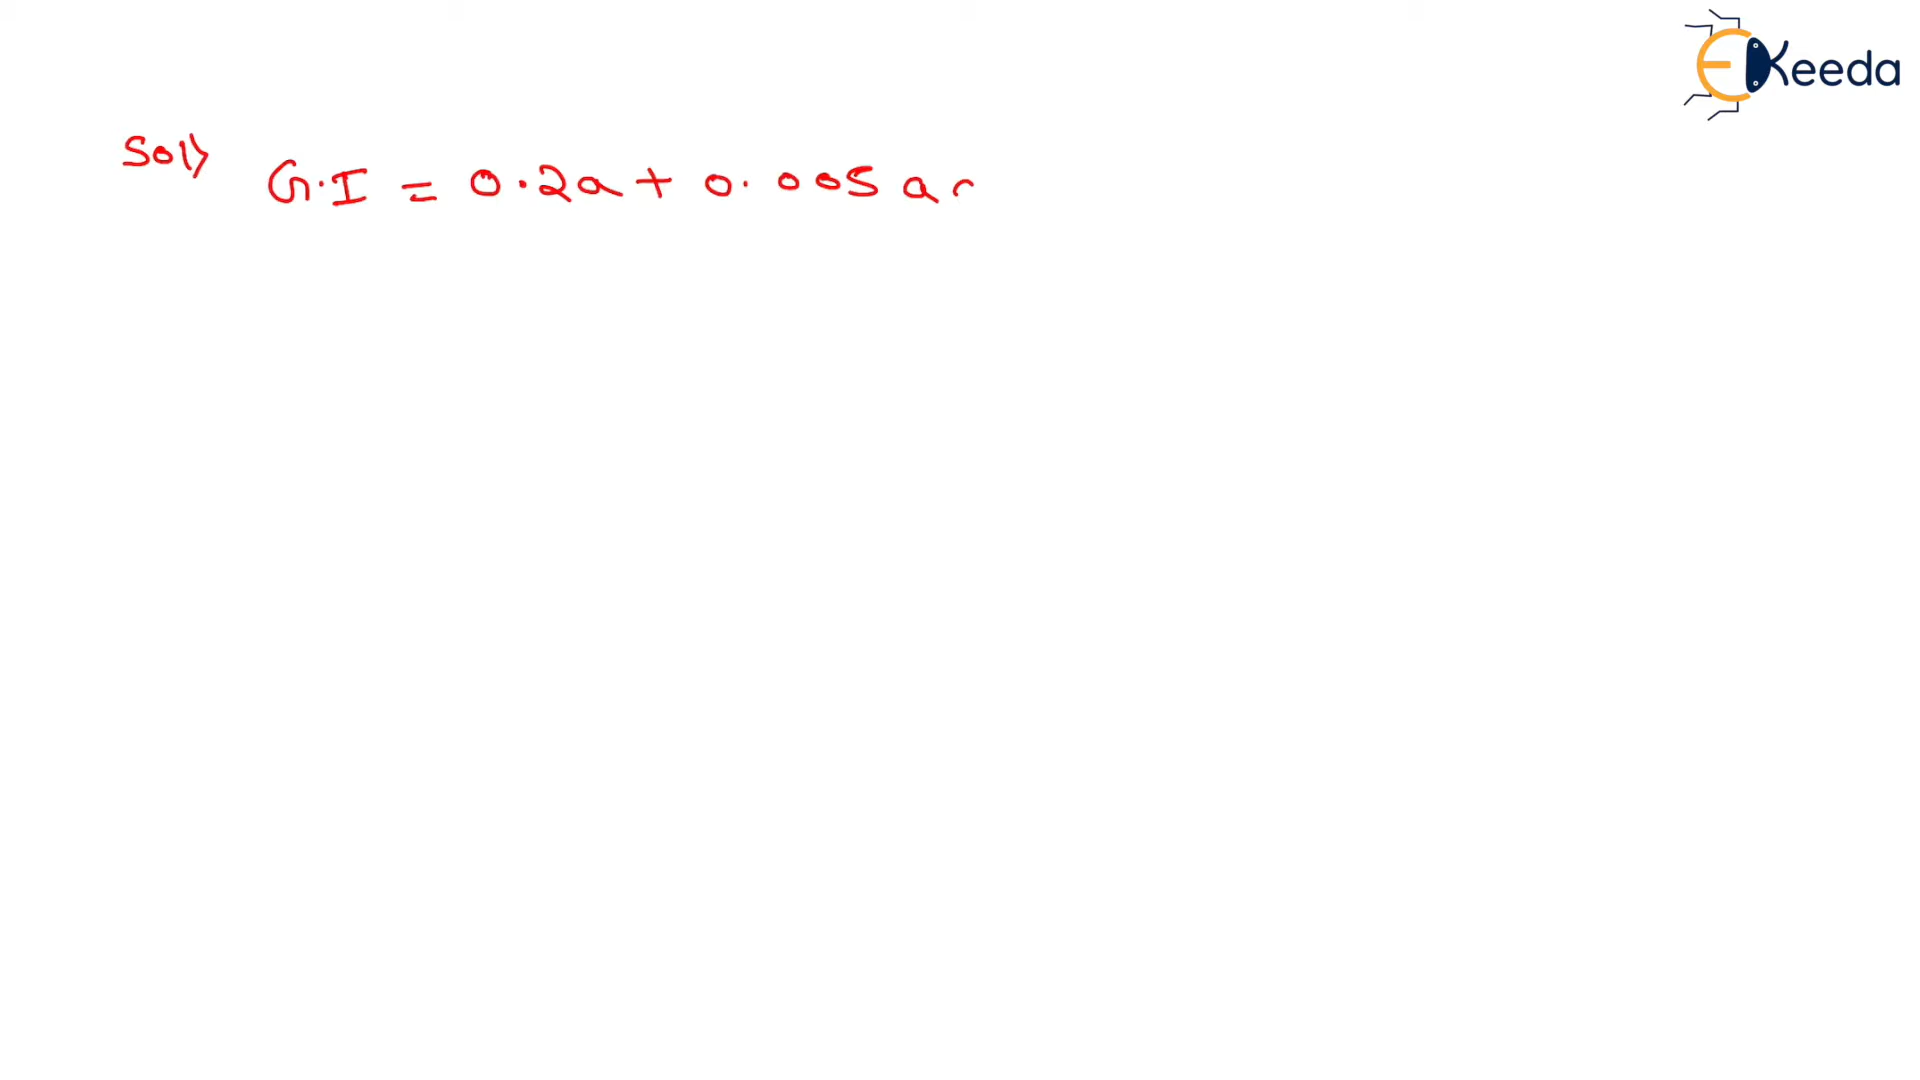 EKeeda
Sol)
G.I = 0.2a + 0.005 a